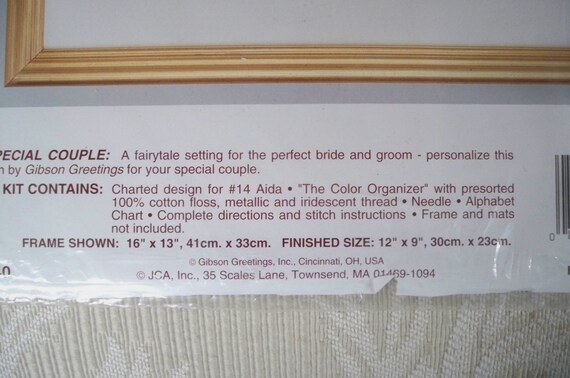 PECIAL COUPLE: A fairytale setting for the perfect bride and groom - personalize this
n by Gibson Greetings for your special couple.
KIT CONTAINS: Charted design for #14 Aida • "The Color Organizer" with presorted
100% cotton floss, metallic and iridescent thread • Needle • Alphabet
Chart • Complete directions and stitch instructions • Frame and mats
not included.
FRAME SHOWN: 16" x 13", 41cm. x 33cm. FINISHED SIZE: 12" x 9", 30cm. x 23cm.
© Gibson Greetings, Inc., Cincinnati, OH, USA
© JCA, Inc., 35 Scales Lane, Townsend, MA 01469-1094
0